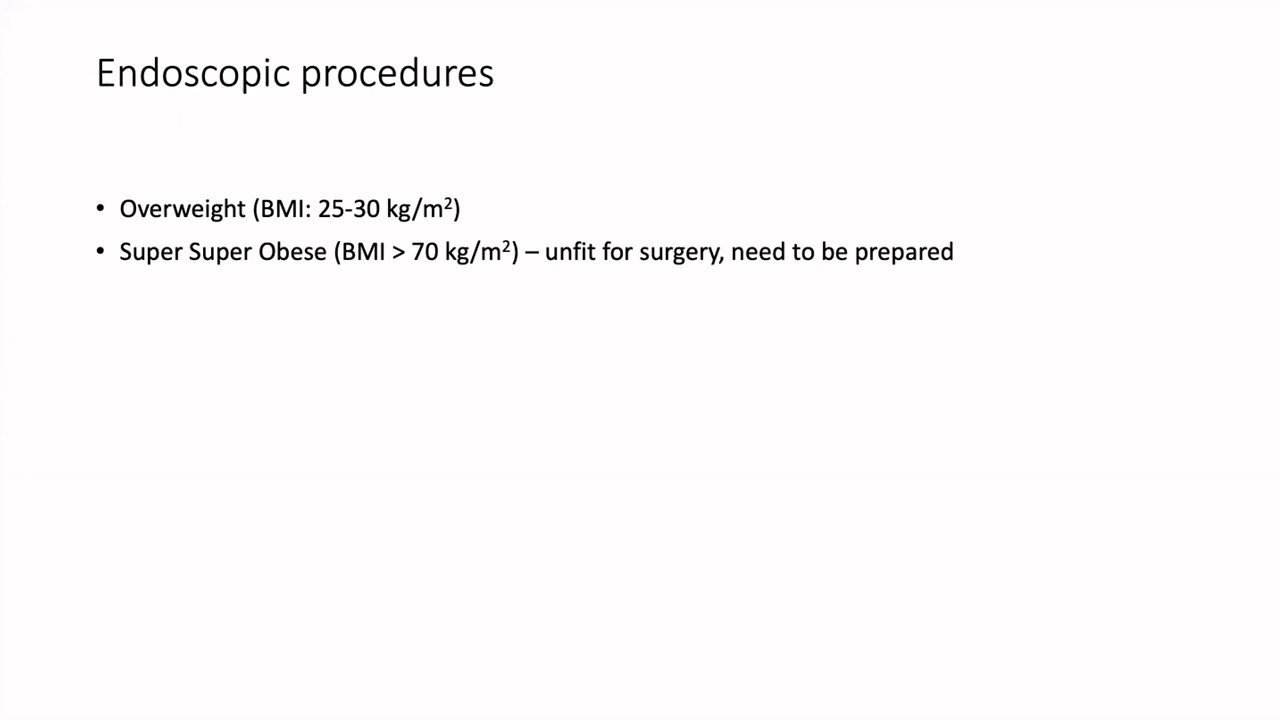 Endoscopic procedures
• Overweight (BMI: 25-30 kg/m²)
• Super Super Obese (BMI > 70 kg/m²) – unfit for surgery, need to be prepared